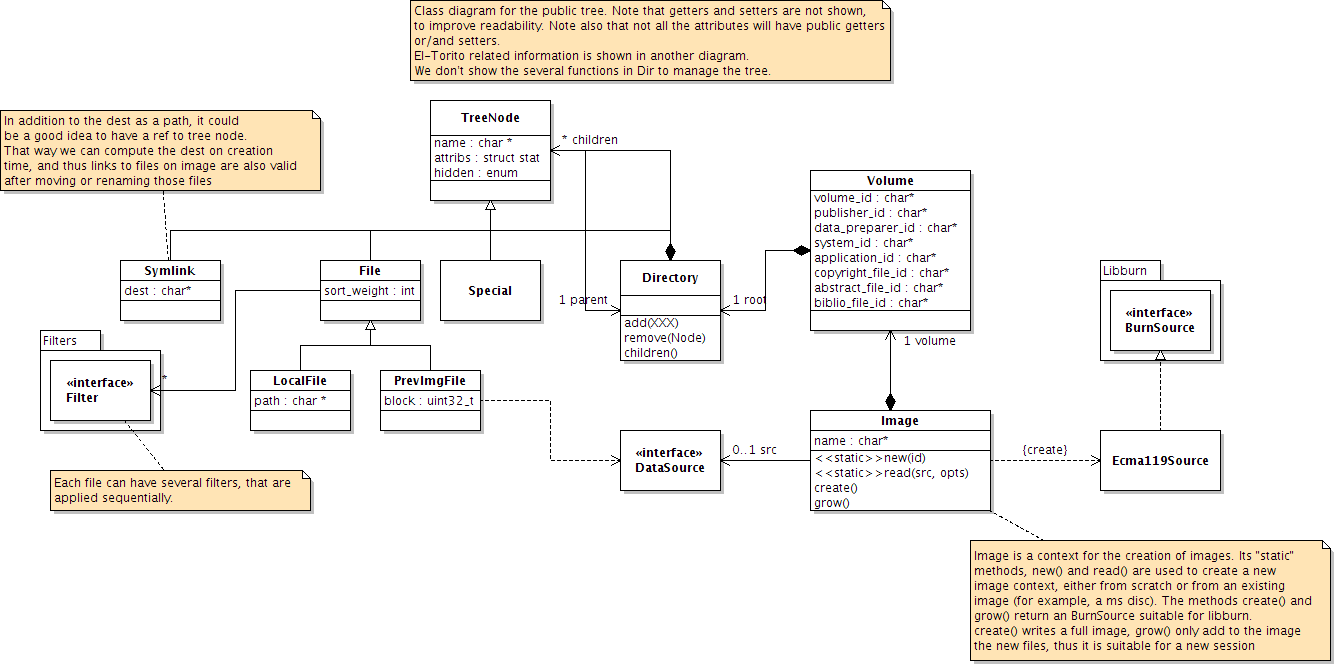 Class diagram for the public tree. Note that getters and setters are not shown,
to improve readability. Note also that not all the attributes will have public getters
or/and setters.
El-Torito related information is shown in another diagram.
We don't show the several functions in Dir to manage the tree.
In addition to the dest as a path, it could
be a good idea to have a ref to tree node.
That way we can compute the dest on creation
time, and thus links to files on image are also valid
after moving or renaming those files
TreeNode
name : char *
attribs : struct stat
hidden : enum
* children
Volume
volume_id : char*
publisher_id : char*
data_preparer_id : char*
system_id : char*
application_id : char*
copyright_file_id : char*
abstract_file_id : char*
biblio_file_id : char*
Symlink
dest : char*
File
sort_weight : int
Special
1 parent
Directory
add(XXX)
remove(Node)
children()
1 root
1 volume
Libburn
«interface»
BurnSource
Filters
«interface»
Filter
*
LocalFile
path : char *
PrevImgFile
block : uint32_t
«interface»
DataSource
0..1 src
Image
name : char*
<<static>>new(id)
<<static>>read(src, opts)
create()
grow()
{create}
Ecma119Source
Each file can have several filters, that are
applied sequentially.
Image is a context for the creation of images. Its "static"
methods, new() and read() are used to create a new
image context, either from scratch or from an existing
image (for example, a ms disc). The methods create() and
grow() return an BurnSource suitable for libburn.
create() writes a full image, grow() only add to the image
the new files, thus it is suitable for a new session